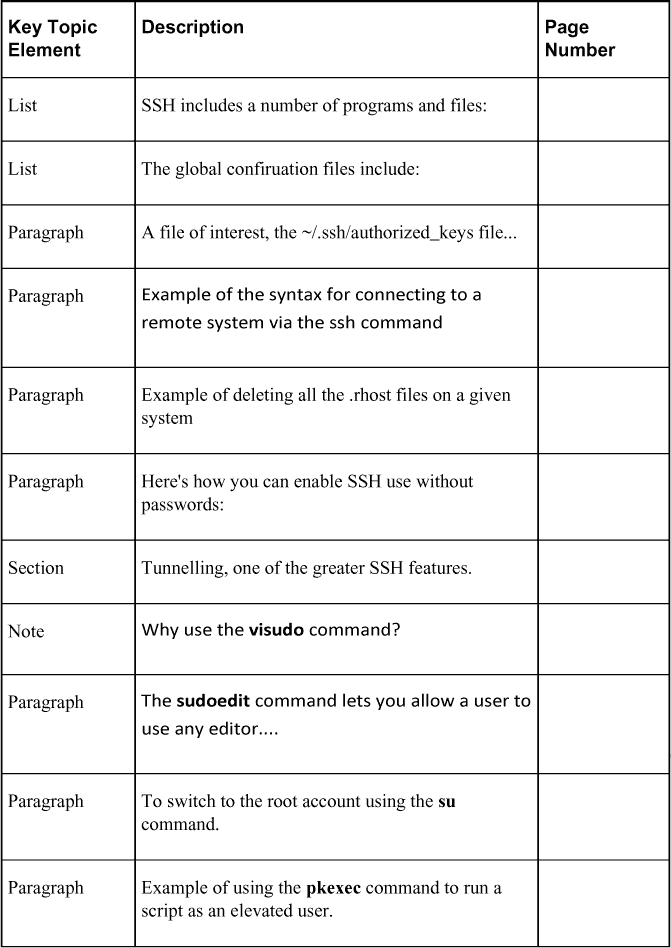 Key Topic Element Description Page Number
List SSH includes a number of programs and files:
List The global confiruation files include:
Paragraph A file of interest, the ~/.ssh/authorized_keys file...
Paragraph Example of the syntax for connecting to a
remote system via the ssh command
Paragraph Example of deleting all the .rhost files on a given
system
Paragraph Here's how you can enable SSH use without
passwords:
Section Tunnelling, one of the greater SSH features.
Note Why use the visudo command?
Paragraph The sudoedit command lets you allow a user to
use any editor....
Paragraph To switch to the root account using the su
command.
Paragraph Example of using the pkexec command to run a
script as an elevated user.